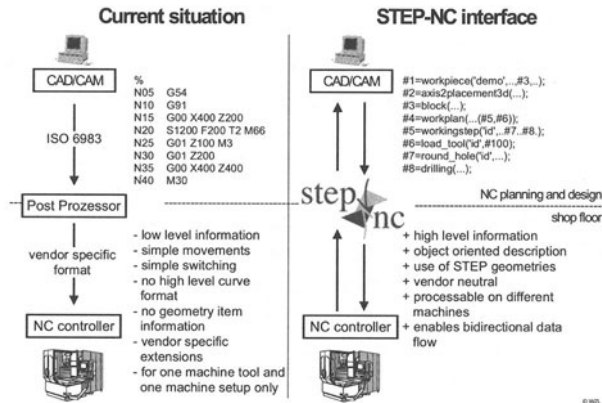 Current situation
CAD/CAM
ISO 6983
%
N05 G54
N10 G91
N15 G00 X400 Z200
N20 S1200 F200 T2 M66
N25 G01 Z100 M3
N30 G01 Z200
N35 G00 X400 Z400
N40 M30
Post Prozessor
vendor specific
format
NC controller
- low level information
- simple movements
- simple switching
- no high level curve
format
- no geometry item
information
- vendor specific
extensions
- for one machine tool and
one machine setup only
STEP-NC interface
CAD/CAM
#1=workpiece('demo',..,#3,..);
#2=axis2placement3d(...);
#3=block(...);
#4=workplan(...(#5,#6));
#5=workingstep('id',..#7..#8.);
#6=load_tool('id',#100);
#7=round_hole('id',...);
#8=drilling(...);
step
nc
NC planning and design
shop floor
+ high level information
+ object oriented description
+ use of STEP geometries
+ vendor neutral
+ processable on different
machines
+ enables bidirectional data
flow
NC controller